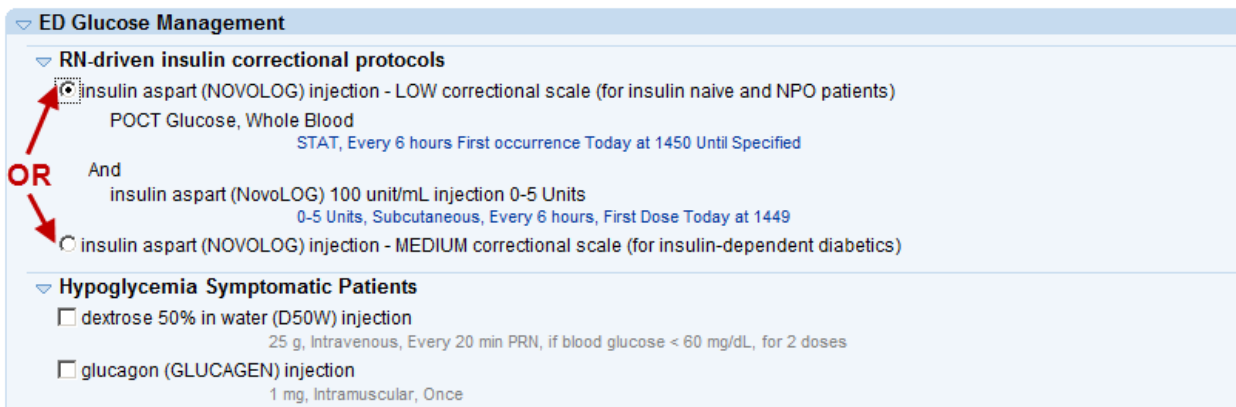 ED Glucose Management
RN-driven insulin correctional protocols
insulin aspart (NOVOLOG) injection - LOW correctional scale (for insulin naive and NPO patients)
POCT Glucose, Whole Blood
STAT, Every 6 hours First occurrence Today at 1450 Until Specified
OR
And
insulin aspart (NovoLOG) 100 unit/mL injection 0-5 Units
0-5 Units, Subcutaneous, Every 6 hours, First Dose Today at 1449
insulin aspart (NOVOLOG) injection - MEDIUM correctional scale (for insulin-dependent diabetics)
Hypoglycemia Symptomatic Patients
dextrose 50% in water (D50W) injection
25 g, Intravenous, Every 20 min PRN, if blood glucose < 60 mg/dL, for 2 doses
glucagon (GLUCAGEN) injection
1 mg, Intramuscular, Once